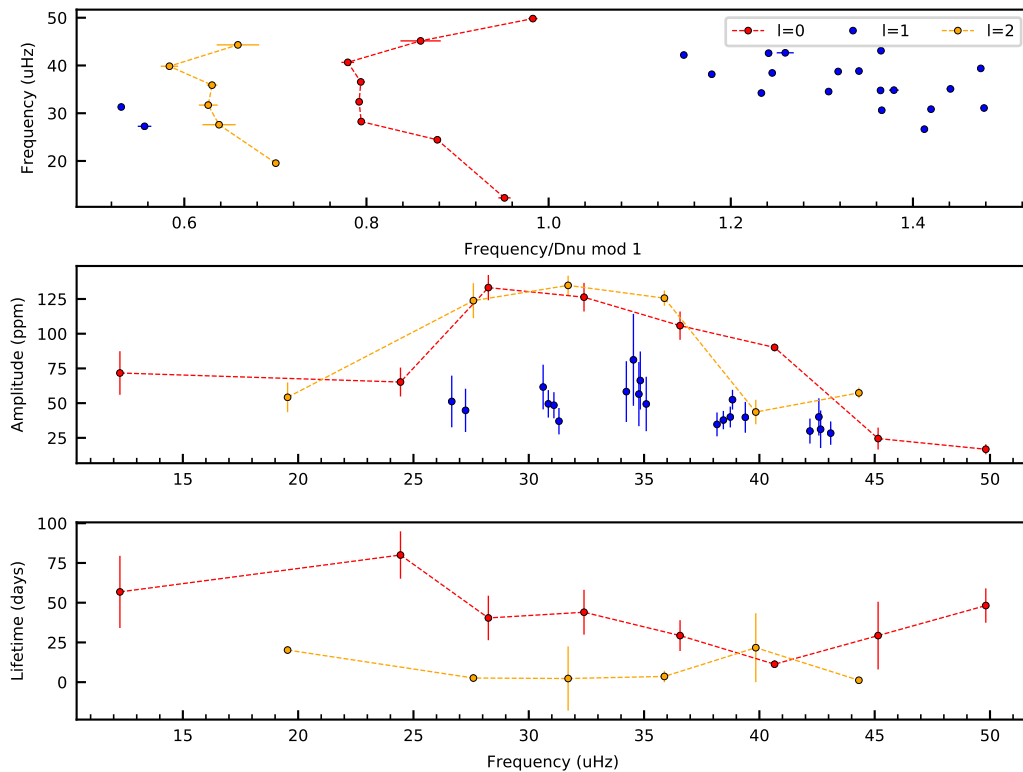 50
40
30
20
Frequency (uHz)
l=0 l=1 l=2
0.6 0.8 1.0 1.2 1.4
Frequency/Dnu mod 1
125
100
75
50
25
Amplitude (ppm)
15 20 25 30 35 40 45 50
100
75
50
25
0
Lifetime (days)
15 20 25 30 35 40 45 50
Frequency (uHz)